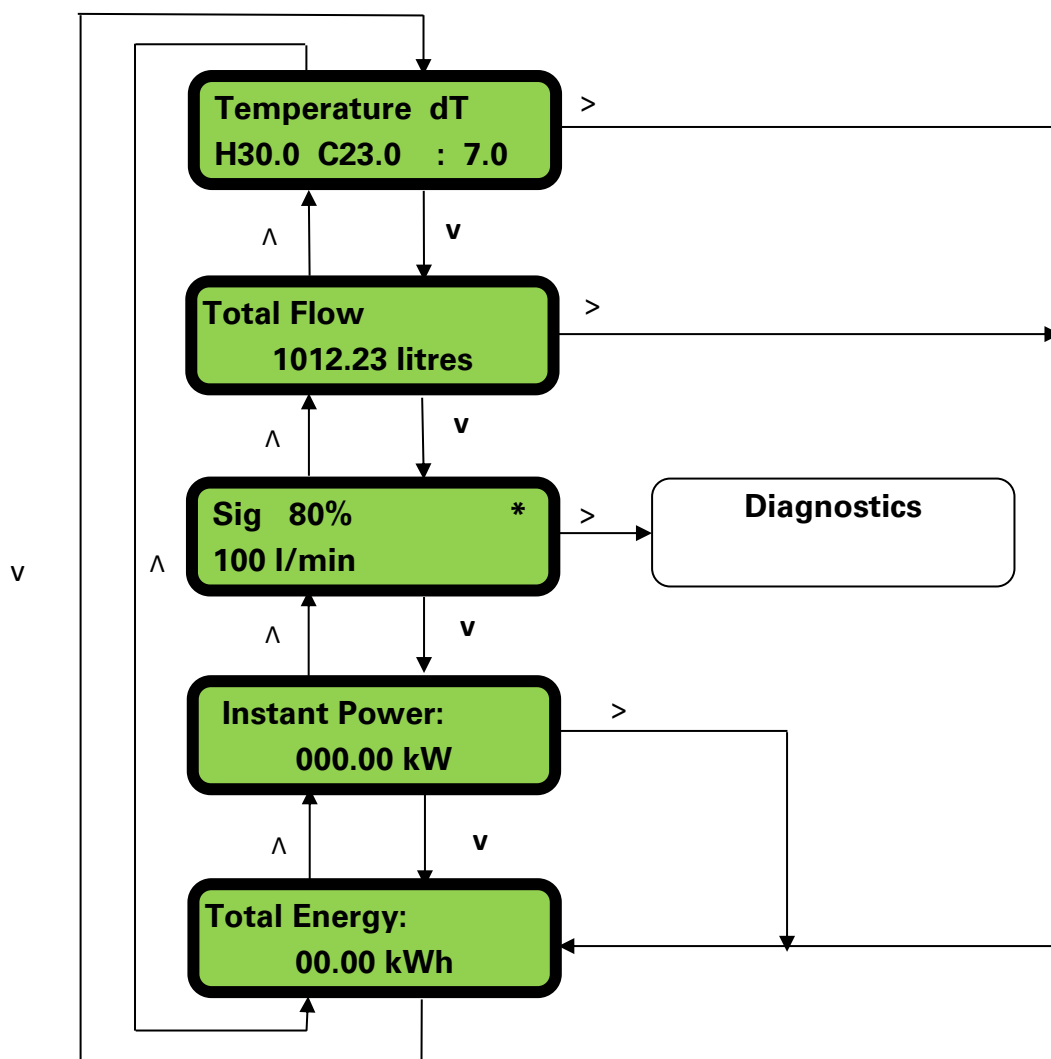 >
Temperature dT
H30.0 C23.0 : 7.0
Λ
v
>
Total Flow
1012.23 litres
Λ
v
Sig 80% *
100 l/min
>
Diagnostics
v
Λ
Λ
v
>
Instant Power:
000.00 kW
Λ
v
Total Energy:
00.00 kWh